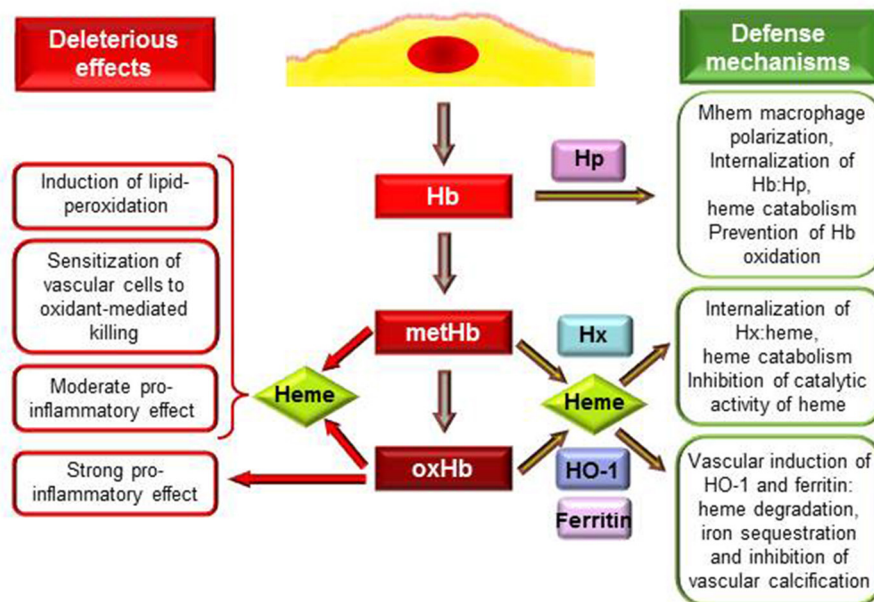 Deleterious
effects
Defense
mechanisms
Induction of lipid-
peroxidation
Sensitization of
vascular cells to
oxidant-mediated
killing
Moderate pro-
inflammatory effect
Strong pro-
inflammatory effect
Hb
Hp
metHb
Hx
Heme
Heme
oxHb
HO-1
Ferritin
Mhem macrophage
polarization,
Internalization of
Hb:Hp,
heme catabolism
Prevention of Hb
oxidation
Internalization of
Hx:heme,
heme catabolism
Inhibition of catalytic
activity of heme
Vascular induction of
HO-1 and ferritin:
heme degradation,
iron sequestration
and inhibition of
vascular calcification